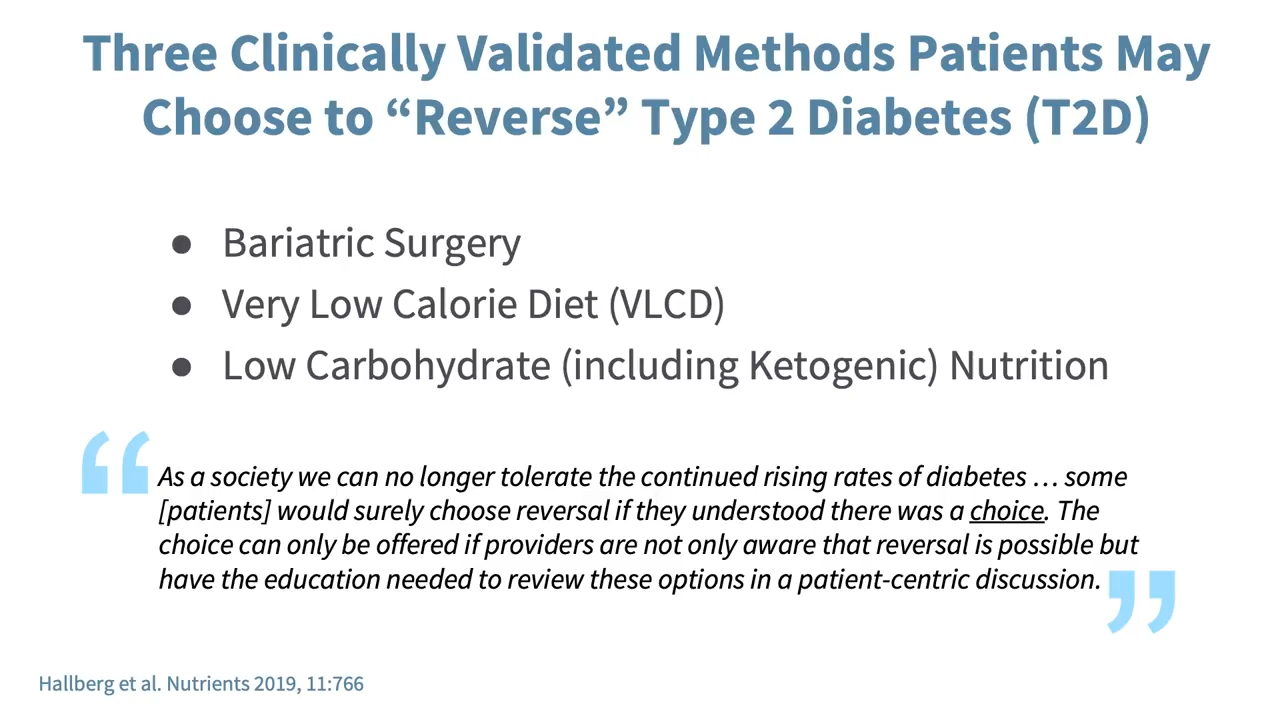 Three Clinically Validated Methods Patients May
Choose to “Reverse” Type 2 Diabetes (T2D)
● Bariatric Surgery
● Very Low Calorie Diet (VLCD)
● Low Carbohydrate (including Ketogenic) Nutrition
“As a society we can no longer tolerate the continued rising rates of diabetes … some
[patients] would surely choose reversal if they understood there was a choice. The
choice can only be offered if providers are not only aware that reversal is possible but
have the education needed to review these options in a patient-centric discussion.”
Hallberg et al. Nutrients 2019, 11:766